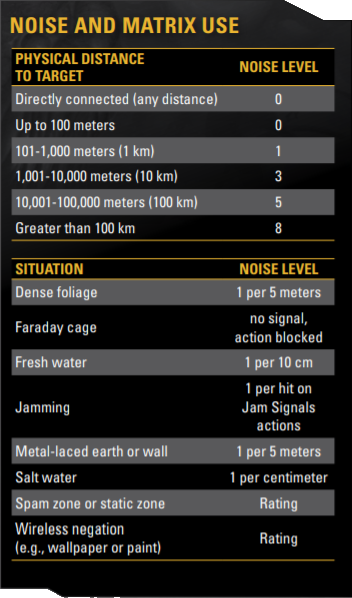 NOISE AND MATRIX USE
PHYSICAL DISTANCE
TO TARGET
NOISE LEVEL
Directly connected (any distance) 0
Up to 100 meters 0
101-1,000 meters (1 km) 1
1,001-10,000 meters (10 km) 3
10,001-100,000 meters (100 km) 5
Greater than 100 km 8
SITUATION NOISE LEVEL
Dense foliage 1 per 5 meters
Faraday cage
no signal,
action blocked
Fresh water 1 per 10 cm
Jamming
1 per hit on
Jam Signals
actions
Metal-laced earth or wall 1 per 5 meters
Salt water 1 per centimeter
Spam zone or static zone Rating
Wireless negation
(e.g., wallpaper or paint)
Rating